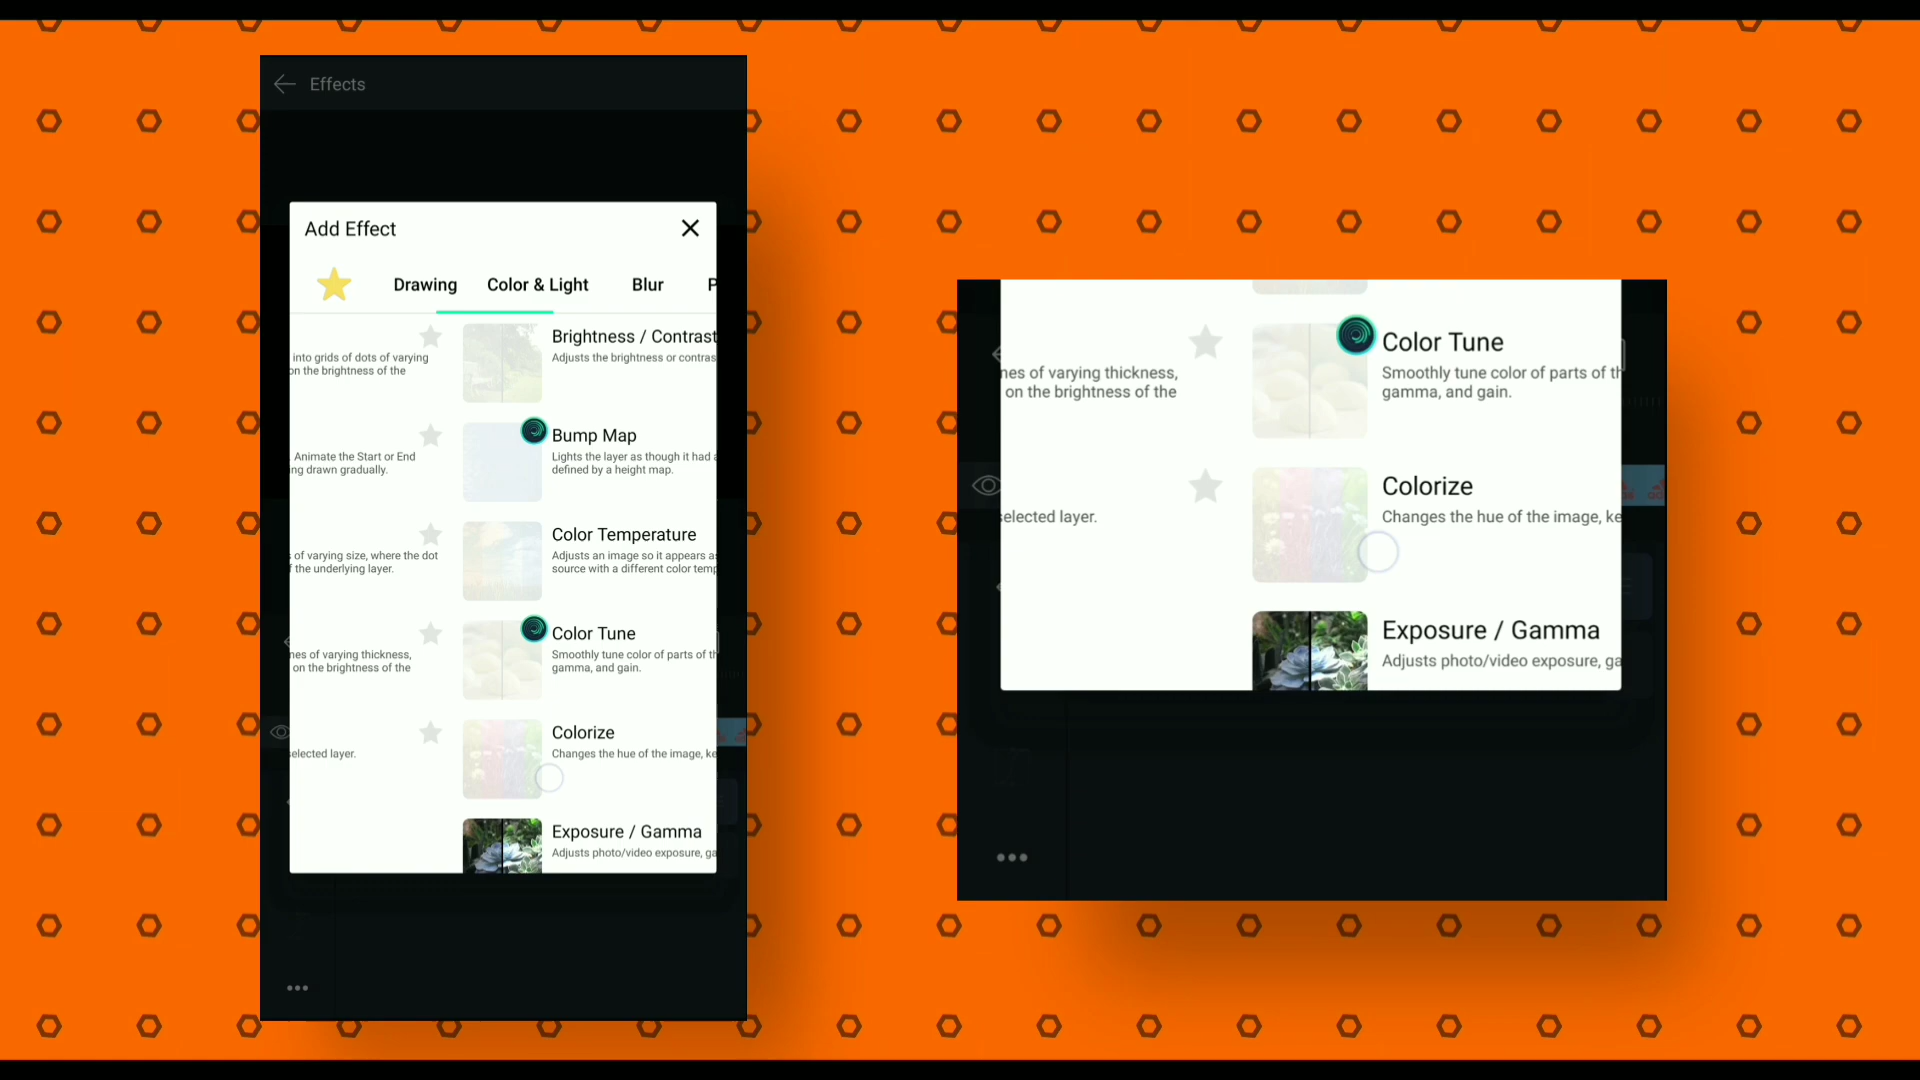 Effects
Add Effect
Drawing
Color & Light
Blur
P
into grids of dots of varying
on the brightness of the
Brightness / Contrast
Adjusts the brightness or contras
. Animate the Start or End
ing drawn gradually.
Bump Map
Lights the layer as though it had a
defined by a height map.
s of varying size, where the dot
f the underlying layer.
Color Temperature
Adjusts an image so it appears as
source with a different color temp
nes of varying thickness,
on the brightness of the
Color Tune
Smoothly tune color of parts of th
gamma, and gain.
selected layer.
Colorize
Changes the hue of the image, ke
Exposure / Gamma
Adjusts photo/video exposure, ga
nes of varying thickness,
on the brightness of the
Color Tune
Smoothly tune color of parts of th
gamma, and gain.
selected layer.
Colorize
Changes the hue of the image, ke
Exposure / Gamma
Adjusts photo/video exposure, ga